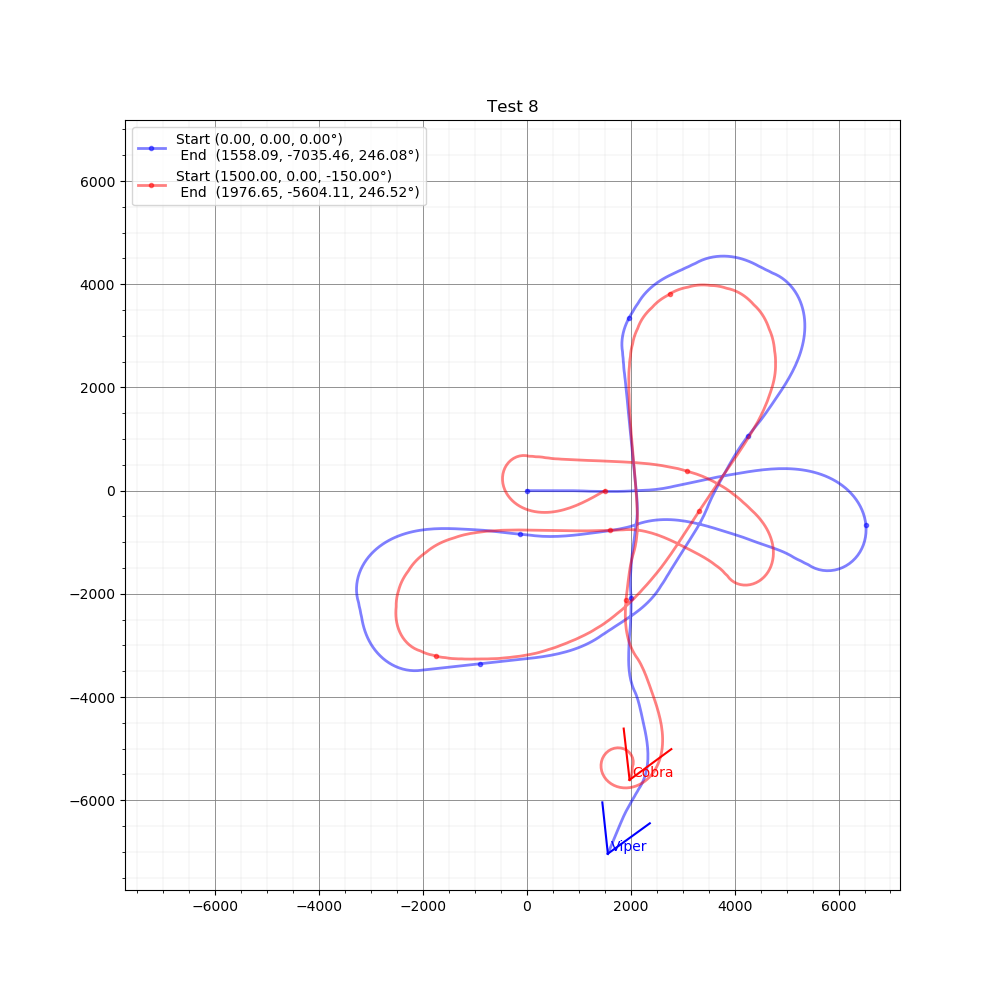 Test 8
Start (0.00, 0.00, 0.00°)
End  (1558.09, -7035.46, 246.08°)
Start (1500.00, 0.00, -150.00°)
End  (1976.65, -5604.11, 246.52°)
6000
4000
2000
0
−2000
−4000
−6000
Cobra
Viper
−6000 −4000 −2000 0 2000 4000 6000